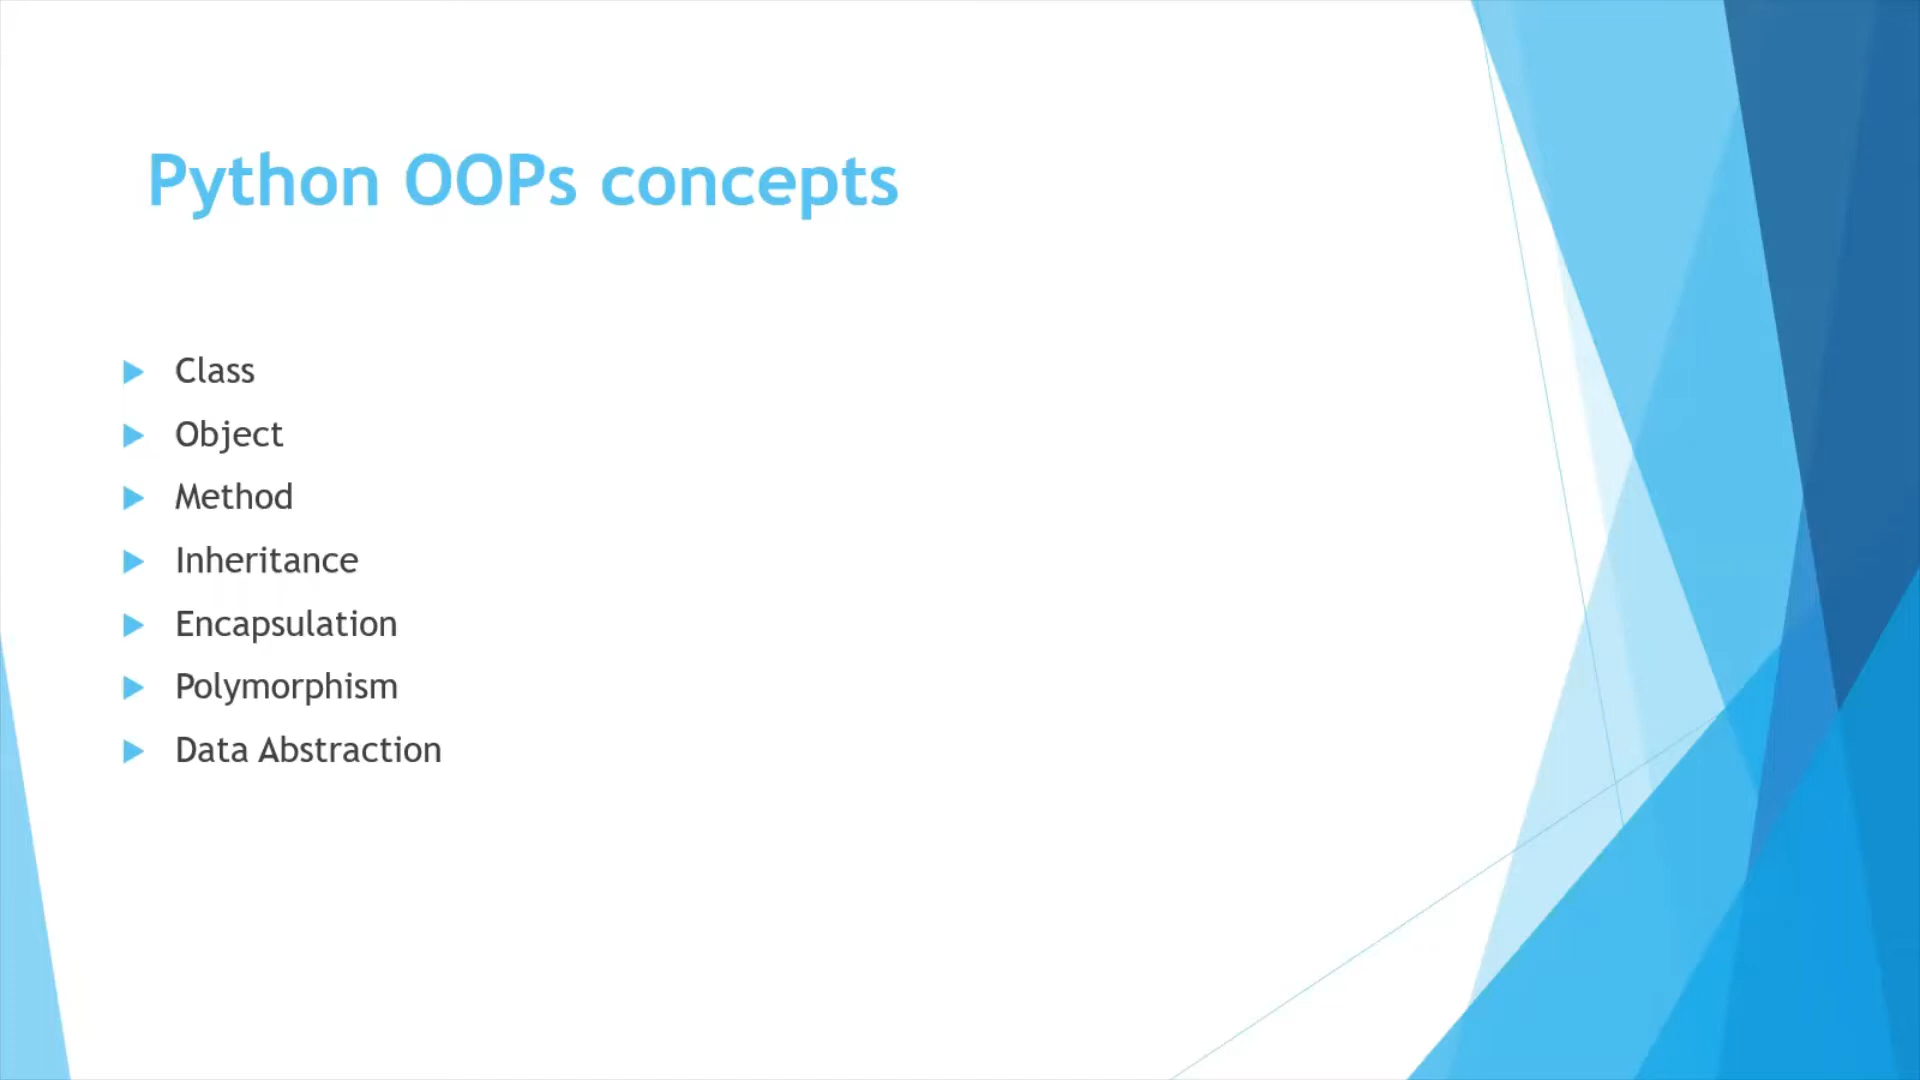 Python OOPs concepts
Class
Object
Method
Inheritance
Encapsulation
Polymorphism
Data Abstraction